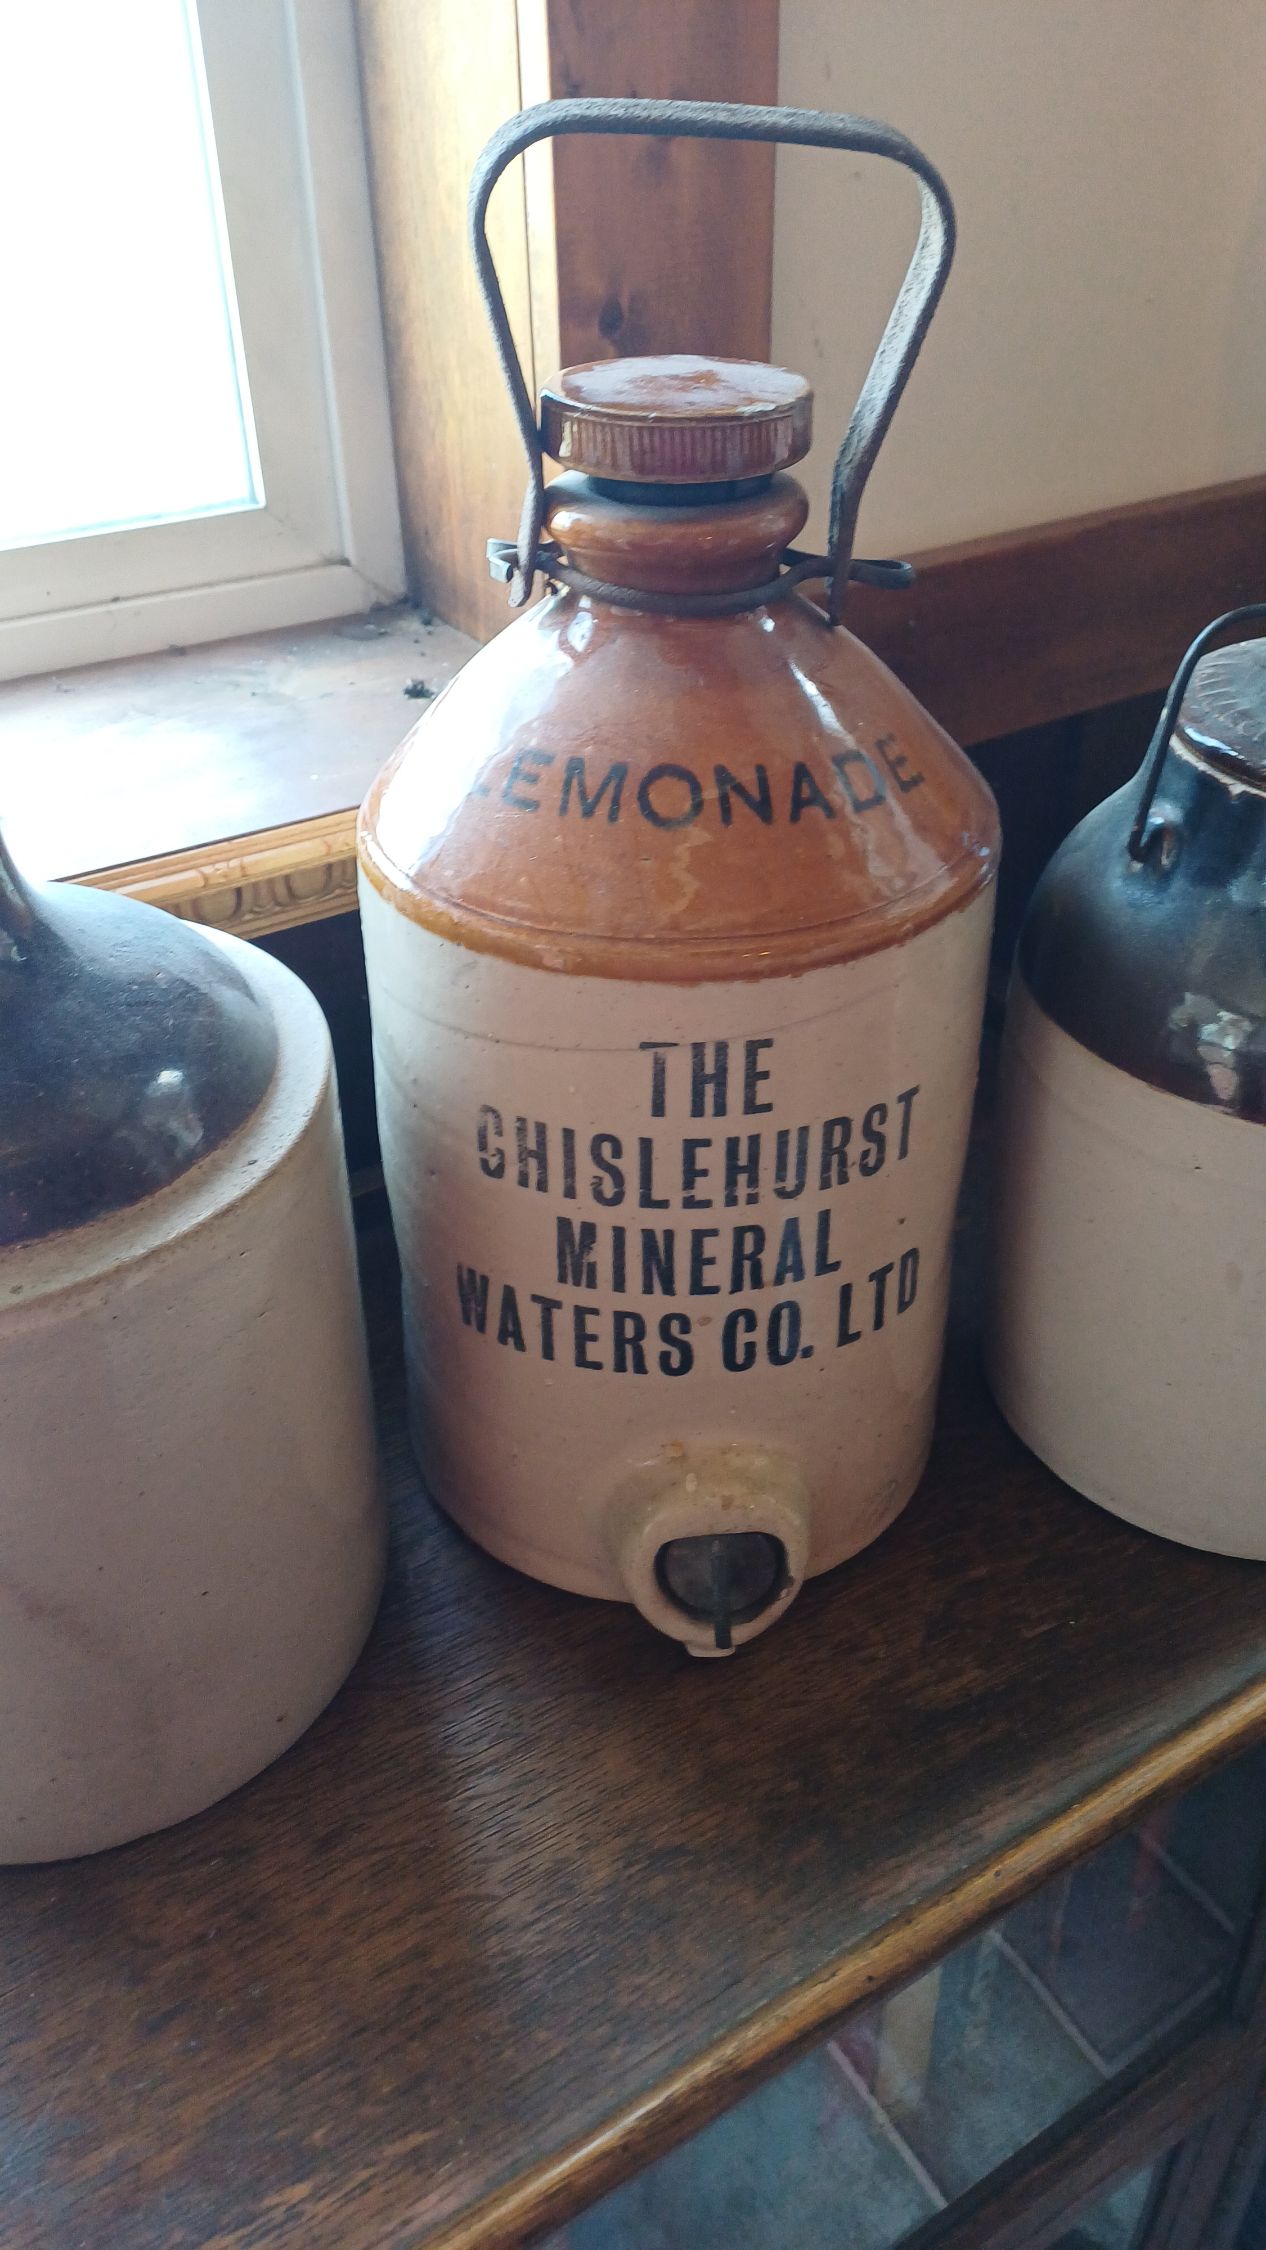 LEMONADE
THE
CHISLEHURST
MINERAL
WATERS CO. LTD